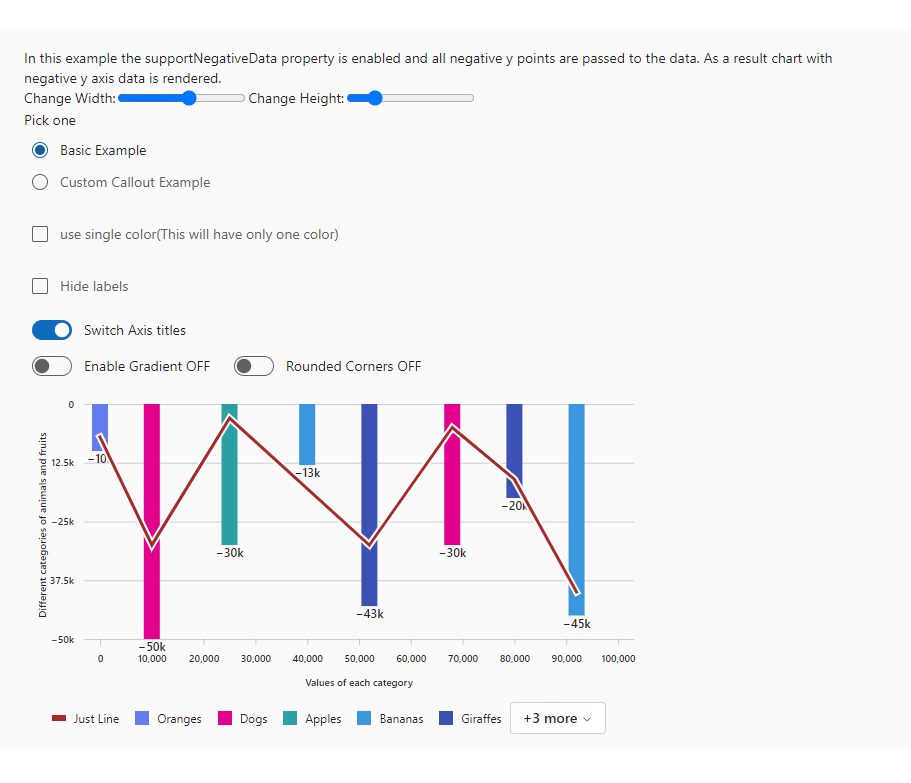 In this example the supportNegativeData property is enabled and all negative y points are passed to the data. As a result chart with
negative y axis data is rendered.
Change Width: Change Height:
Pick one
Basic Example
Custom Callout Example
use single color(This will have only one color)
Hide labels
Switch Axis titles
Enable Gradient OFF Rounded Corners OFF
Different categories of animals and fruits
0
12.5k
−25k
37.5k
−50k
−10
−50k
−30k
−13k
−43k
−30k
−20k
−45k
0 10,000 20,000 30,000 40,000 50,000 60,000 70,000 80,000 90,000 100,000
Values of each category
Just Line Oranges Dogs Apples Bananas Giraffes +3 more